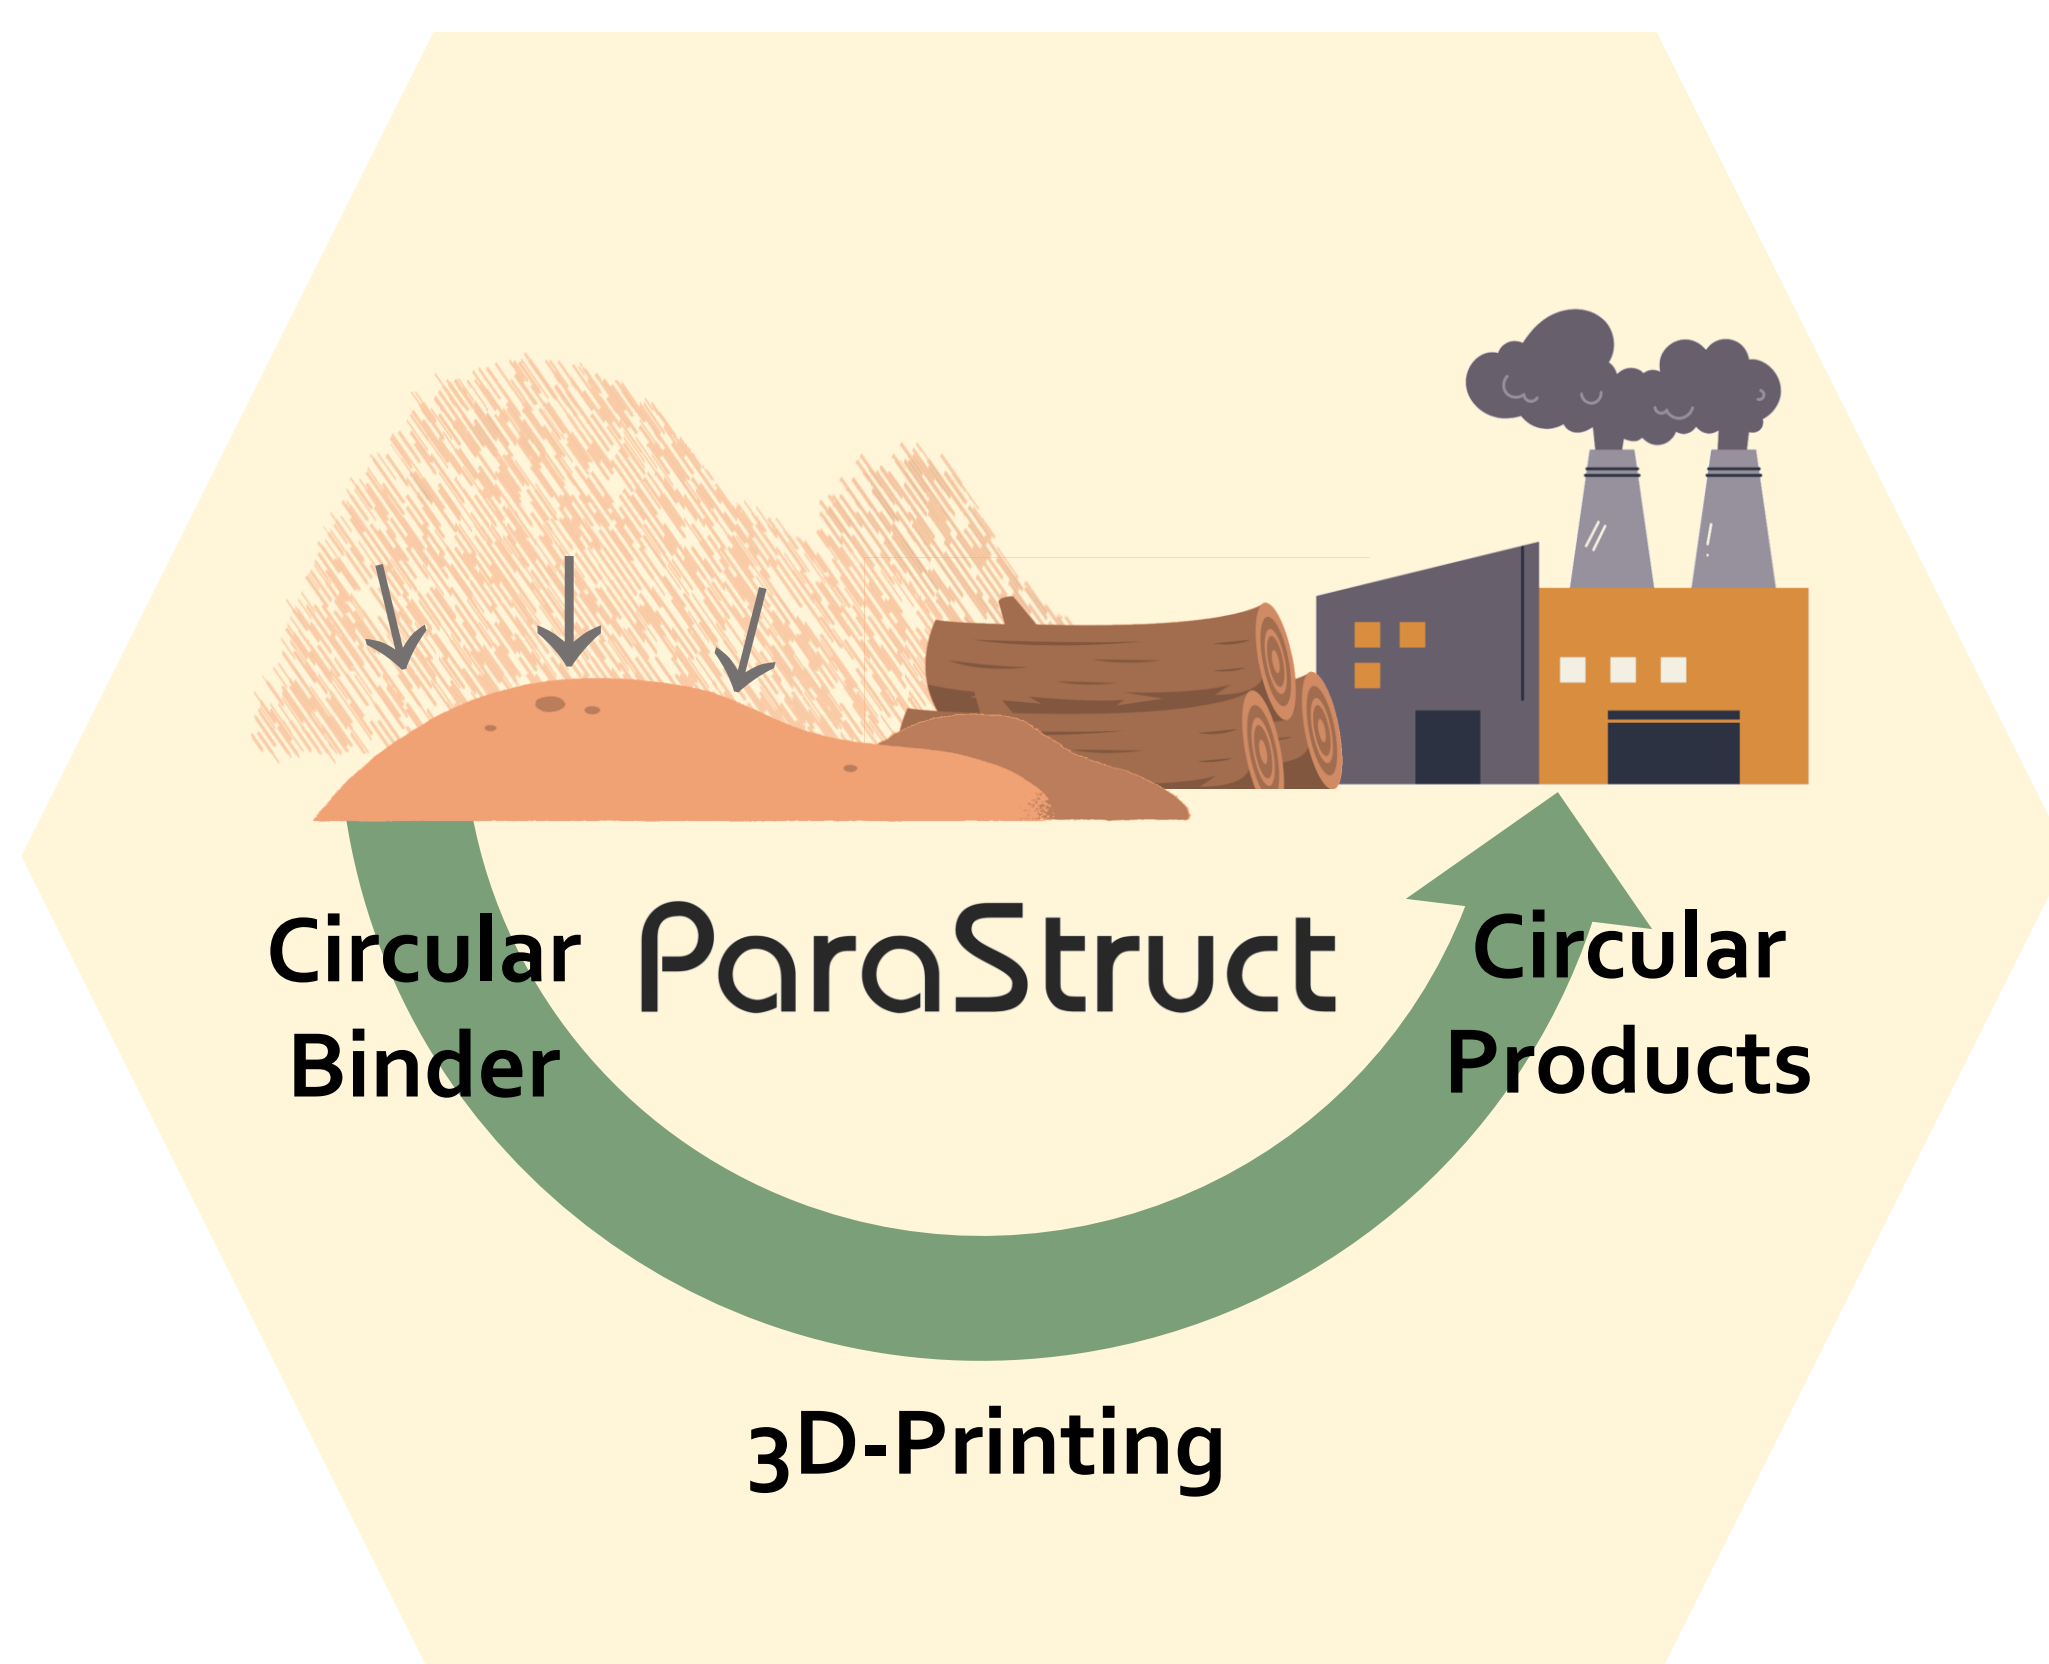 Circular
Binder
ParaStruct
Circular
Products
3D-Printing